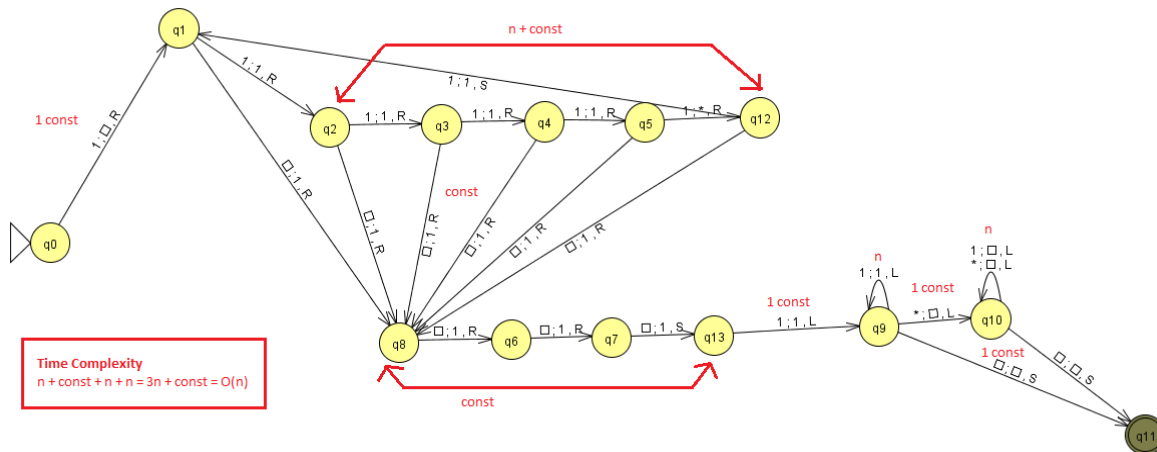 q1
n + const
1 ; 1 , R
1 ; 1 , S
1 const
q2
1 ; 1 , R
q3
1 ; 1 , R
q4
1 ; 1 , R
q5
1 ; * , R
q12
1 ; □ , R
□ ; 1 , R
const
□ ; 1 , R
□ ; 1 , R
□ ; 1 , R
□ ; 1 , R
□ ; 1 , R
q0
n
1 ; 1 , L
n
1 ; □ , L
* ; □ , L
1 const
1 const
q8
□ ; 1 , R
q6
□ ; 1 , R
q7
□ ; 1 , S
q13
1 ; 1 , L
q9
* ; □ , L
q10
1 const
□ ; □ , S
□ ; □ , S
const
q11
Time Complexity
n + const + n + n = 3n + const = O(n)